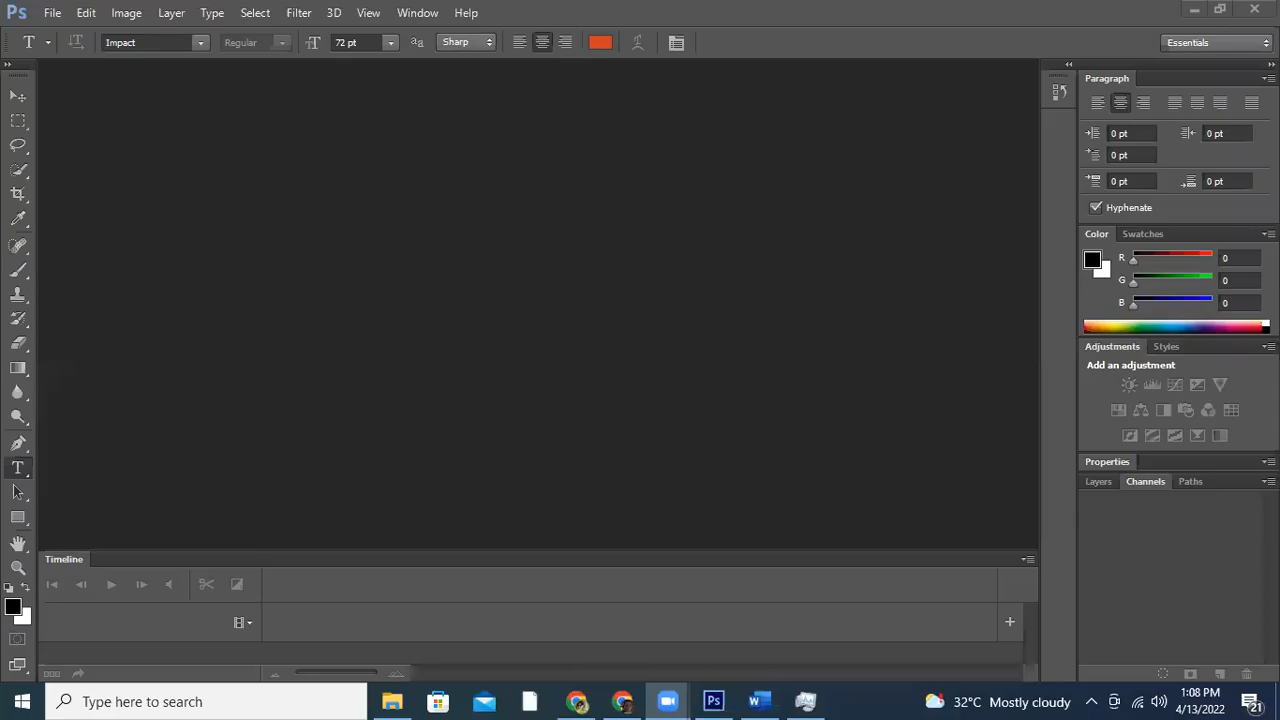 Ps File Edit Image Layer Type Select Filter 3D View Window Help
T Impact Regular 72 pt Sharp Essentials
Paragraph
0 pt 0 pt
0 pt
0 pt 0 pt
Hyphenate
Color Swatches
R 0
G 0
B 0
Adjustments Styles
Add an adjustment
Properties
Layers Channels Paths
Timeline
Type here to search
Ps
32°C Mostly cloudy
1:08 PM
4/13/2022
21